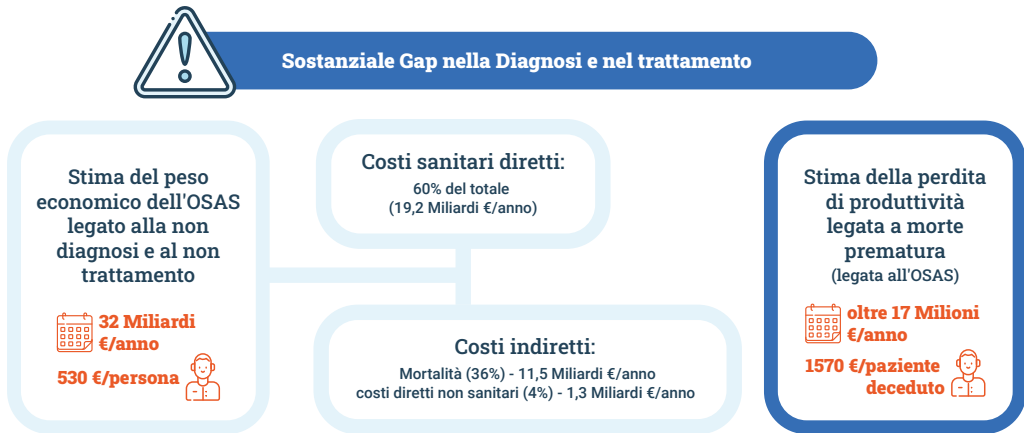 Sostanziale Gap nella Diagnosi e nel trattamento
Stima del peso
economico dell'OSAS
legato alla non
diagnosi e al non
trattamento
32 Miliardi
€/anno
530 €/persona
Costi sanitari diretti:
60% del totale
(19,2 Miliardi €/anno)
Costi indiretti:
Mortalità (36%) - 11,5 Miliardi €/anno
costi diretti non sanitari (4%) - 1,3 Miliardi €/anno
Stima della perdita
di produttività
legata a morte
prematura
(legata all'OSAS)
oltre 17 Milioni
€/anno
1570 €/paziente
deceduto